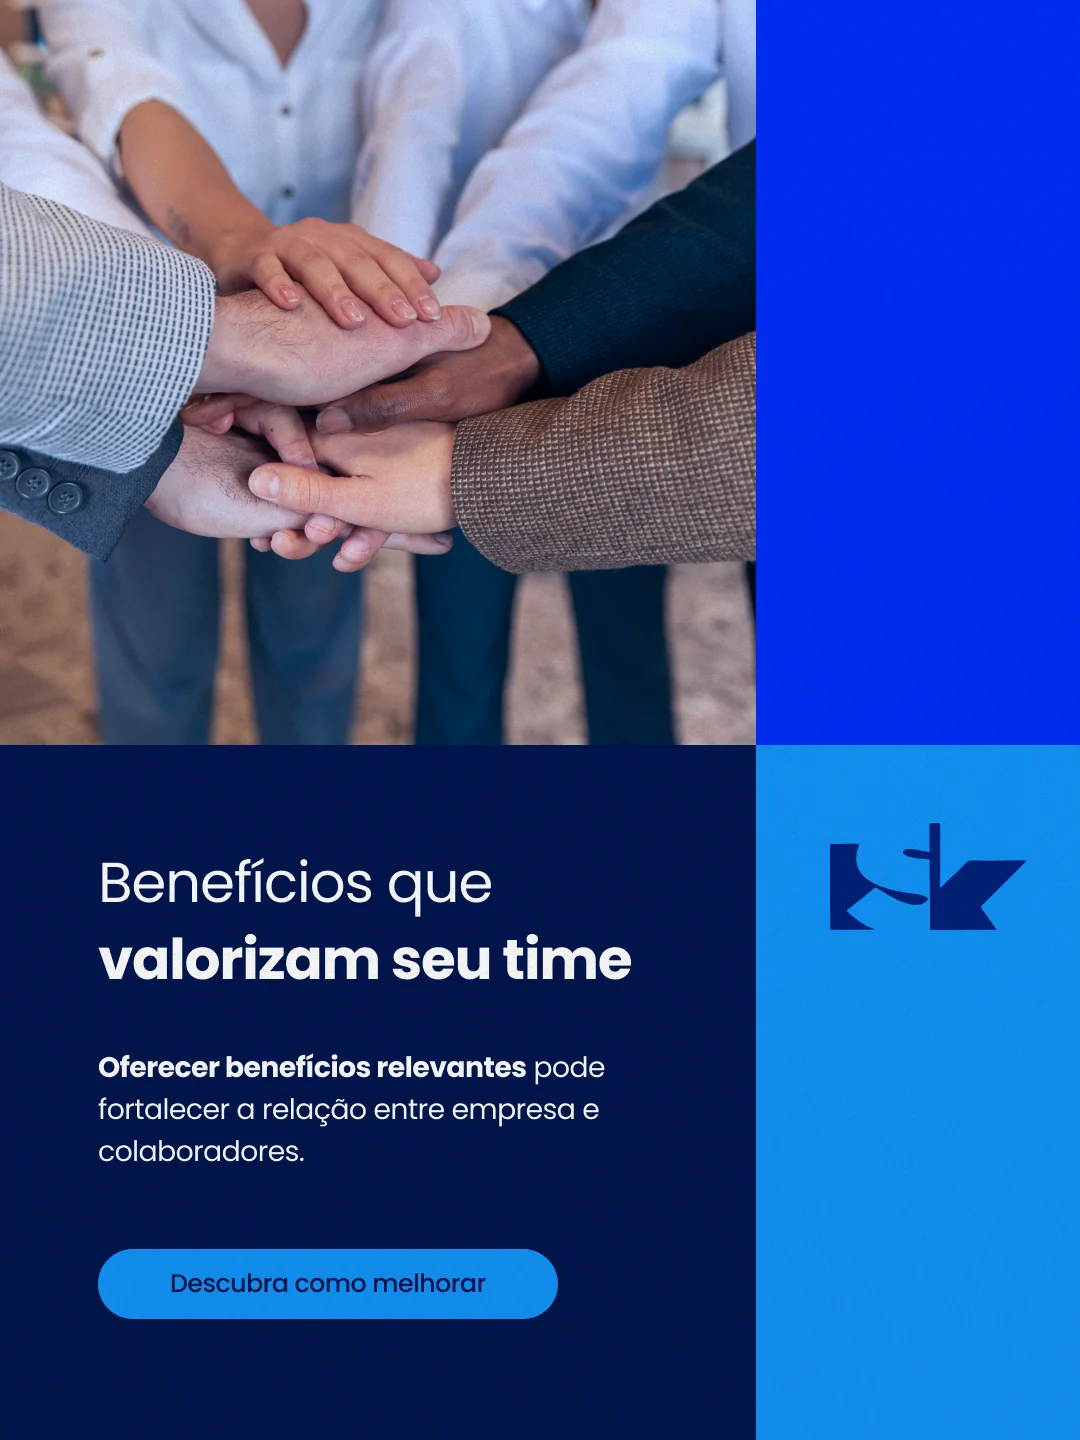 Benefícios que
valorizam seu time
Oferecer benefícios relevantes pode
fortalecer a relação entre empresa e
colaboradores.
Descubra como melhorar